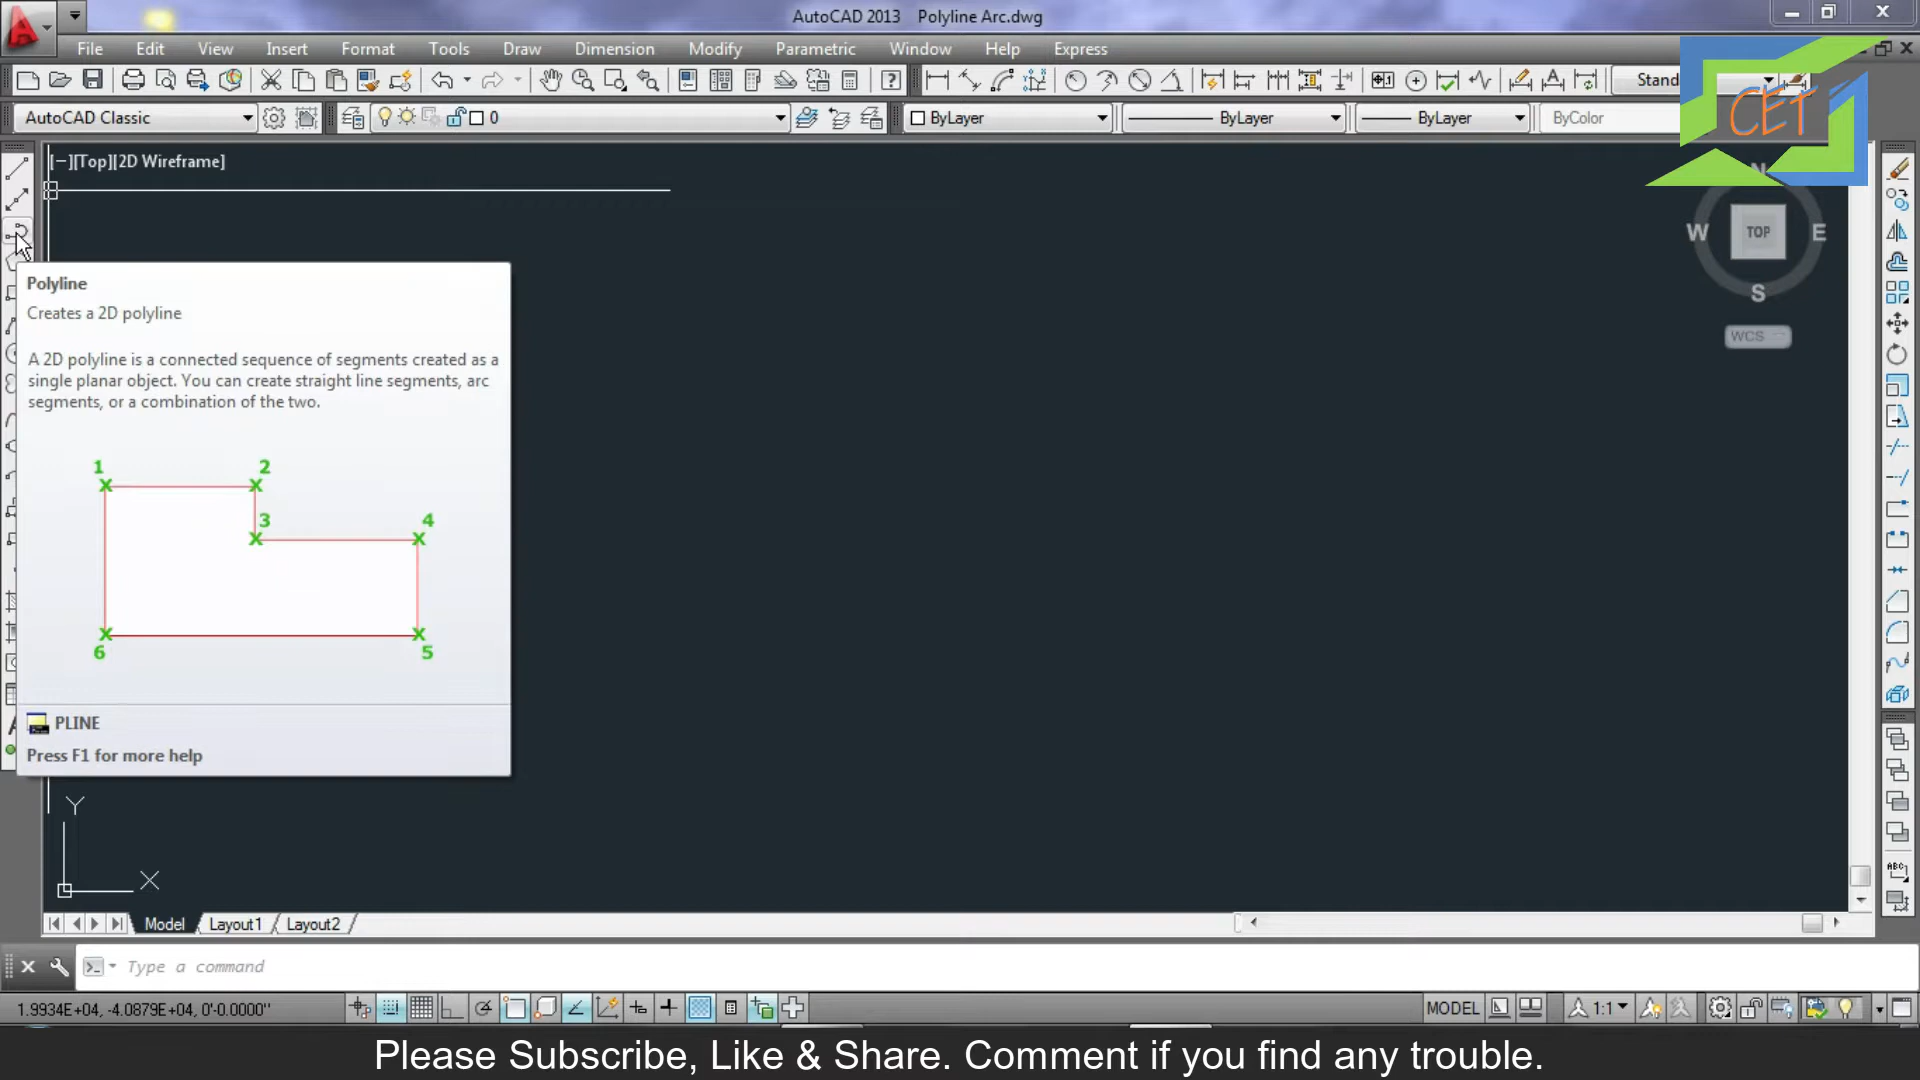 AutoCAD 2013 Polyline Arc.dwg
File Edit View Insert Format Tools Draw Dimension Modify Parametric Window Help Express
Stand
AutoCAD Classic
0
ByLayer
ByLayer
ByLayer
ByColor
CET
[−][Top][2D Wireframe]
N
W
TOP
E
S
WCS
Polyline
Creates a 2D polyline
A 2D polyline is a connected sequence of segments created as a
single planar object. You can create straight line segments, arc
segments, or a combination of the two.
1
2
3
4
6
5
PLINE
Press F1 for more help
Y
X
ABC
Model Layout1 Layout2
Type a command
1.9934E+04, -4.0879E+04, 0'-0.0000"
MODEL
1:1
Please Subscribe, Like & Share. Comment if you find any trouble.